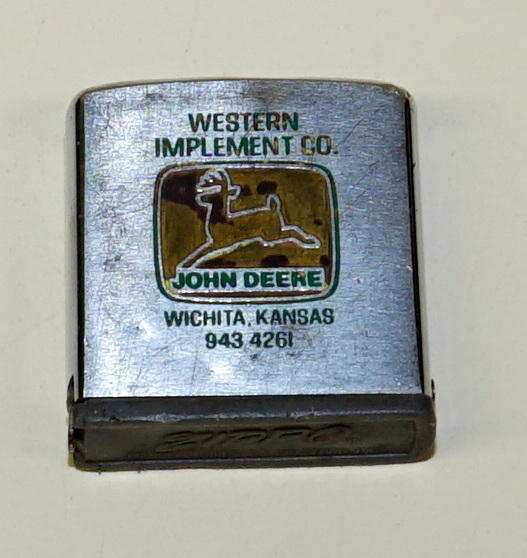 WESTERN
IMPLEMENT CO.
JOHN DEERE
WICHITA, KANSAS
943 4261
ZIPPO